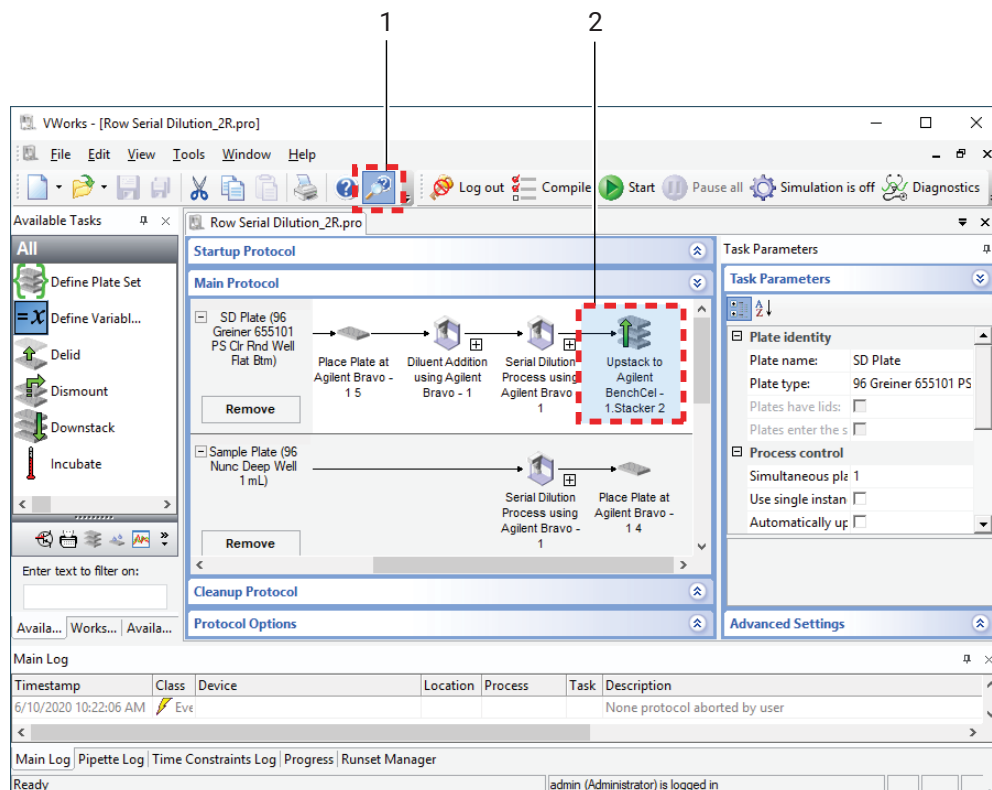 1
2
VWorks - [Row Serial Dilution_2R.pro]
File Edit View Tools Window Help
Log out Compile Start Pause all Simulation is off Diagnostics
Available Tasks
All
Define Plate Set
=x Define Variabl...
Delid
Dismount
Downstack
Incubate
Enter text to filter on:
Availa... Works... Availa...
Row Serial Dilution_2R.pro
Startup Protocol
Main Protocol
SD Plate (96
Greiner 655101
PS Clr Rnd Well
Flat Btm)
Remove
Place Plate at
Agilent Bravo -
1 5
Diluent Addition
using Agilent
Bravo - 1
Serial Dilution
Process using
Agilent Bravo
1
Upstack to
Agilent
BenchCel -
1.Stacker 2
Sample Plate (96
Nunc Deep Well
1 mL)
Remove
Serial Dilution
Process using
Agilent Bravo -
1
Place Plate at
Agilent Bravo -
1 4
Cleanup Protocol
Protocol Options
Task Parameters
Task Parameters
Plate identity
Plate name: SD Plate
Plate type: 96 Greiner 655101 PS
Plates have lids:
Plates enter the s
Process control
Simultaneous pla 1
Use single instan
Automatically up
Advanced Settings
Main Log
Timestamp Class Device Location Process Task Description
6/10/2020 10:22:06 AM Eve None protocol aborted by user
Main Log Pipette Log Time Constraints Log Progress Runset Manager
Ready admin (Administrator) is logged in